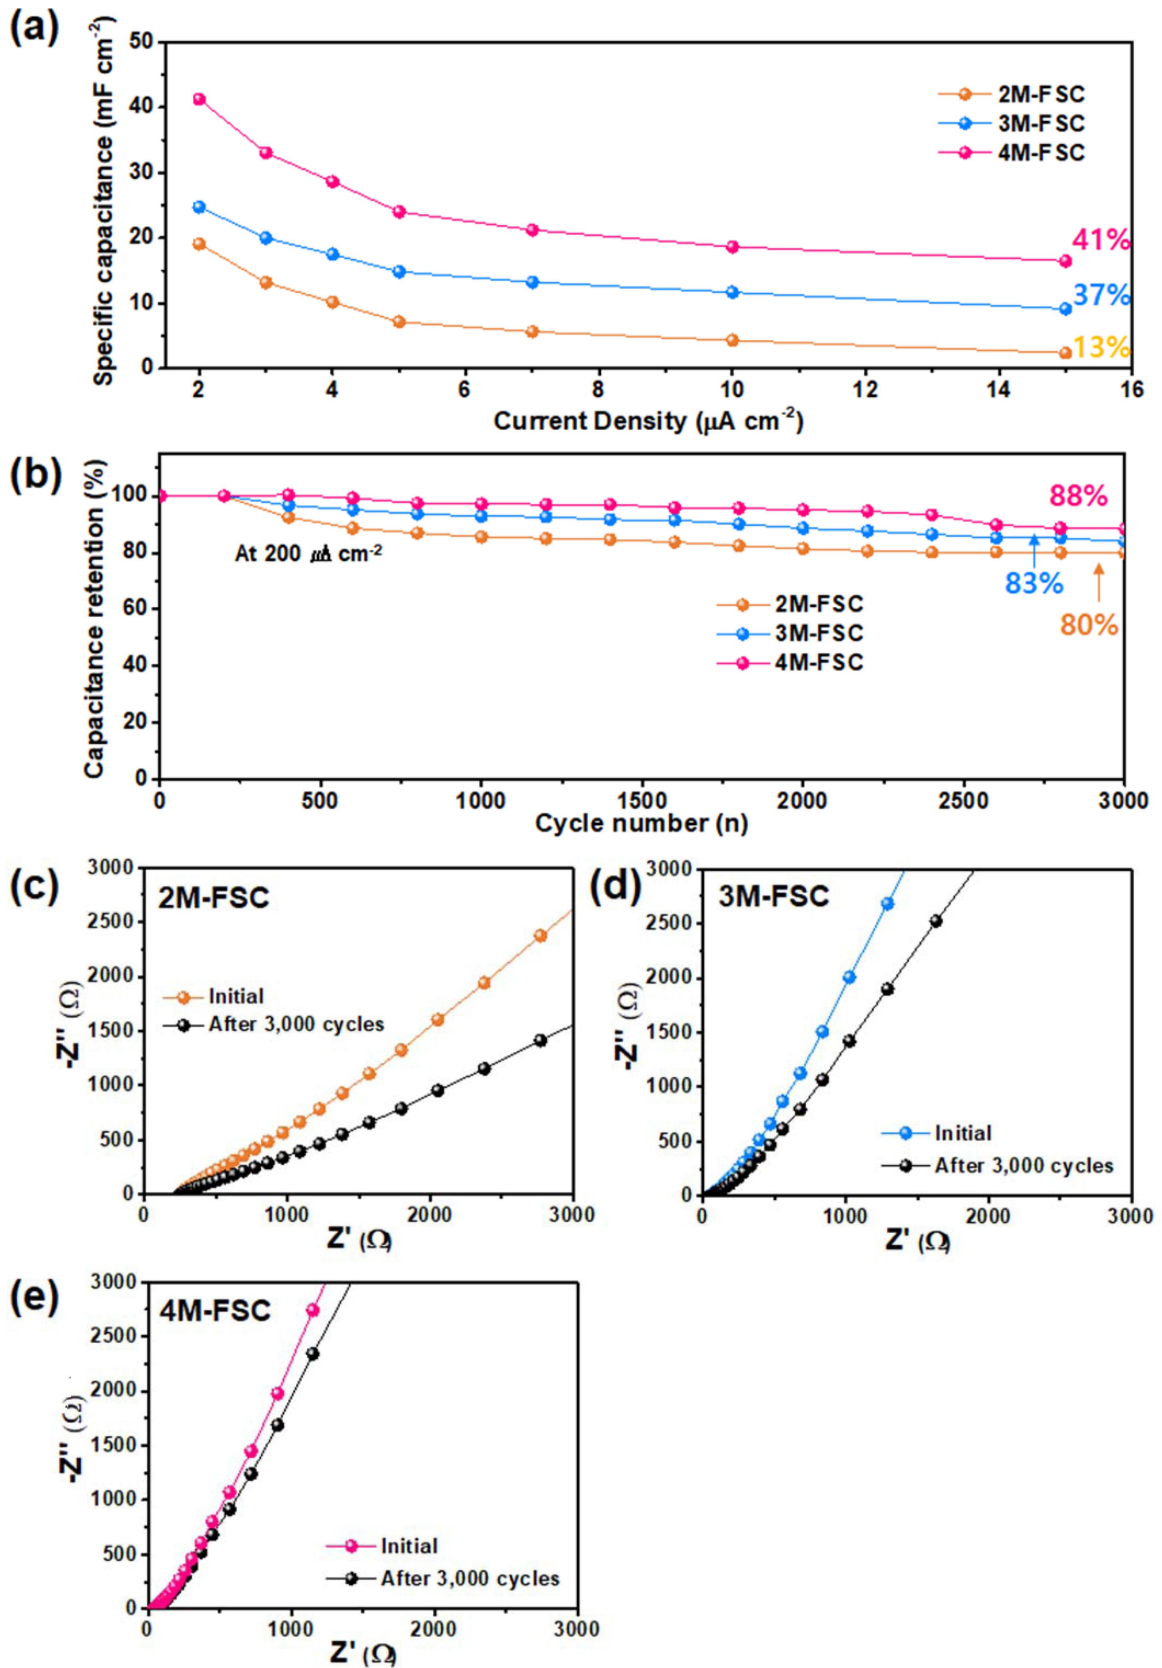 (a)
Specific capacitance (mF cm-2)
50
40
30
20
10
0
2M-FSC
3M-FSC
4M-FSC
41%
37%
13%
2 4 6 8 10 12 14 16
Current Density (μA cm-2)
(b)
Capacitance retention (%)
100
80
60
40
20
0
88%
At 200 ㎂ cm-2
83%
80%
2M-FSC
3M-FSC
4M-FSC
0 500 1000 1500 2000 2500 3000
Cycle number (n)
(c)
-Z'' (Ω)
3000
2500
2000
1500
1000
500
0
2M-FSC
Initial
After 3,000 cycles
0 1000 2000 3000
Z' (Ω)
(d)
-Z'' (Ω)
3000
2500
2000
1500
1000
500
0
3M-FSC
Initial
After 3,000 cycles
0 1000 2000 3000
Z' (Ω)
(e)
-Z'' (Ω)
3000
2500
2000
1500
1000
500
0
4M-FSC
Initial
After 3,000 cycles
0 1000 2000 3000
Z' (Ω)